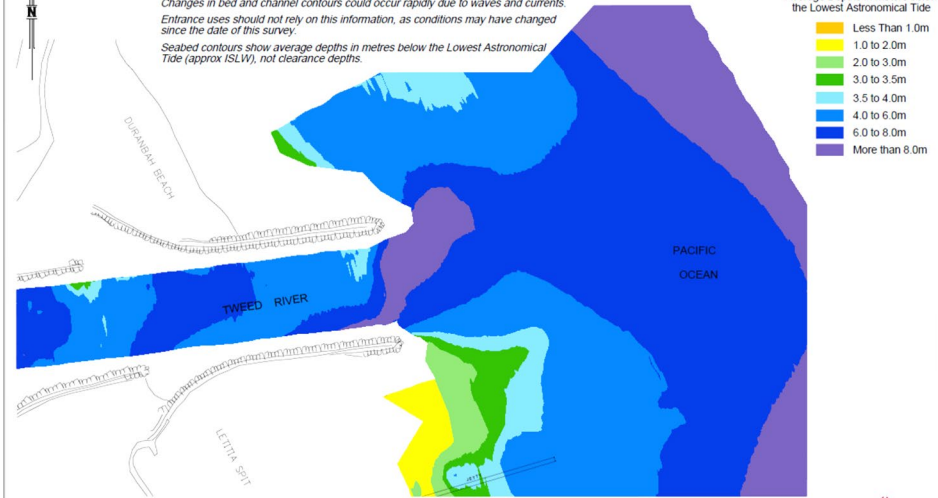 Changes in bed and channel contours could occur rapidly due to waves and currents.
Entrance uses should not rely on this information, as conditions may have changed
since the date of this survey.
Seabed contours show average depths in metres below the Lowest Astronomical
Tide (approx ISLW), not clearance depths.
N
the Lowest Astronomical Tide
Less Than 1.0m
1.0 to 2.0m
2.0 to 3.0m
3.0 to 3.5m
3.5 to 4.0m
4.0 to 6.0m
6.0 to 8.0m
More than 8.0m
DURANBAH BEACH
PACIFIC
OCEAN
TWEED RIVER
LETITIA SPIT